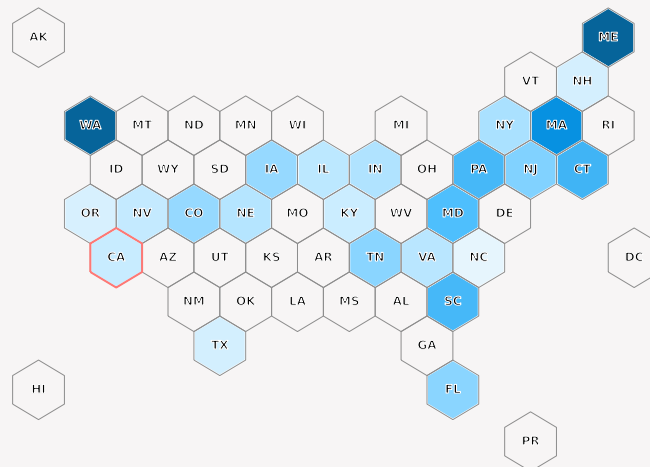 AK ME
VT NH
WA MT ND MN WI MI NY MA RI
ID WY SD IA IL IN OH PA NJ CT
OR NV CO NE MO KY WV MD DE
CA AZ UT KS AR TN VA NC DC
NM OK LA MS AL SC
TX GA
HI FL
PR